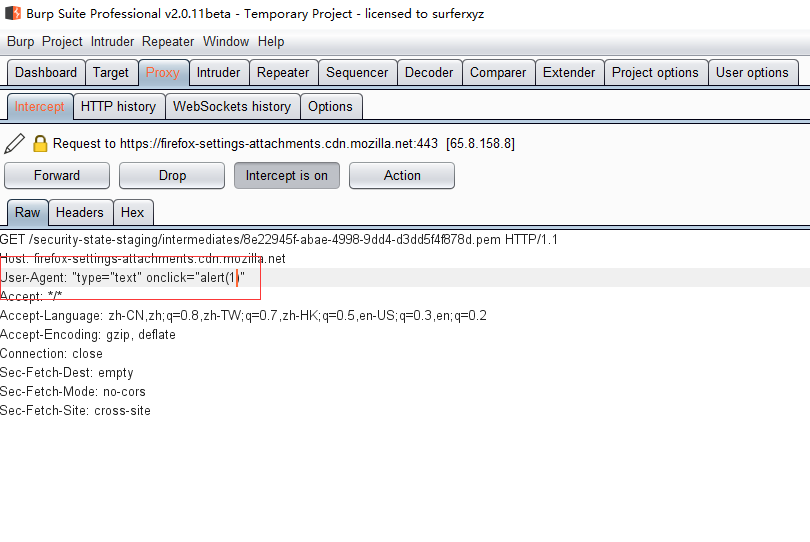 Burp Suite Professional v2.0.11beta - Temporary Project - licensed to surferxyz
Burp Project Intruder Repeater Window Help
Dashboard Target Proxy Intruder Repeater Sequencer Decoder Comparer Extender Project options User options
Intercept HTTP history WebSockets history Options
Request to https://firefox-settings-attachments.cdn.mozilla.net:443 [65.8.158.8]
Forward Drop Intercept is on Action
Raw Headers Hex
GET /security-state-staging/intermediates/8e22945f-abae-4998-9dd4-d3dd5f4f878d.pem HTTP/1.1
Host: firefox-settings-attachments.cdn.mozilla.net
User-Agent: "type="text" onclick="alert(1)"
Accept: */*
Accept-Language: zh-CN,zh;q=0.8,zh-TW;q=0.7,zh-HK;q=0.5,en-US;q=0.3,en;q=0.2
Accept-Encoding: gzip, deflate
Connection: close
Sec-Fetch-Dest: empty
Sec-Fetch-Mode: no-cors
Sec-Fetch-Site: cross-site